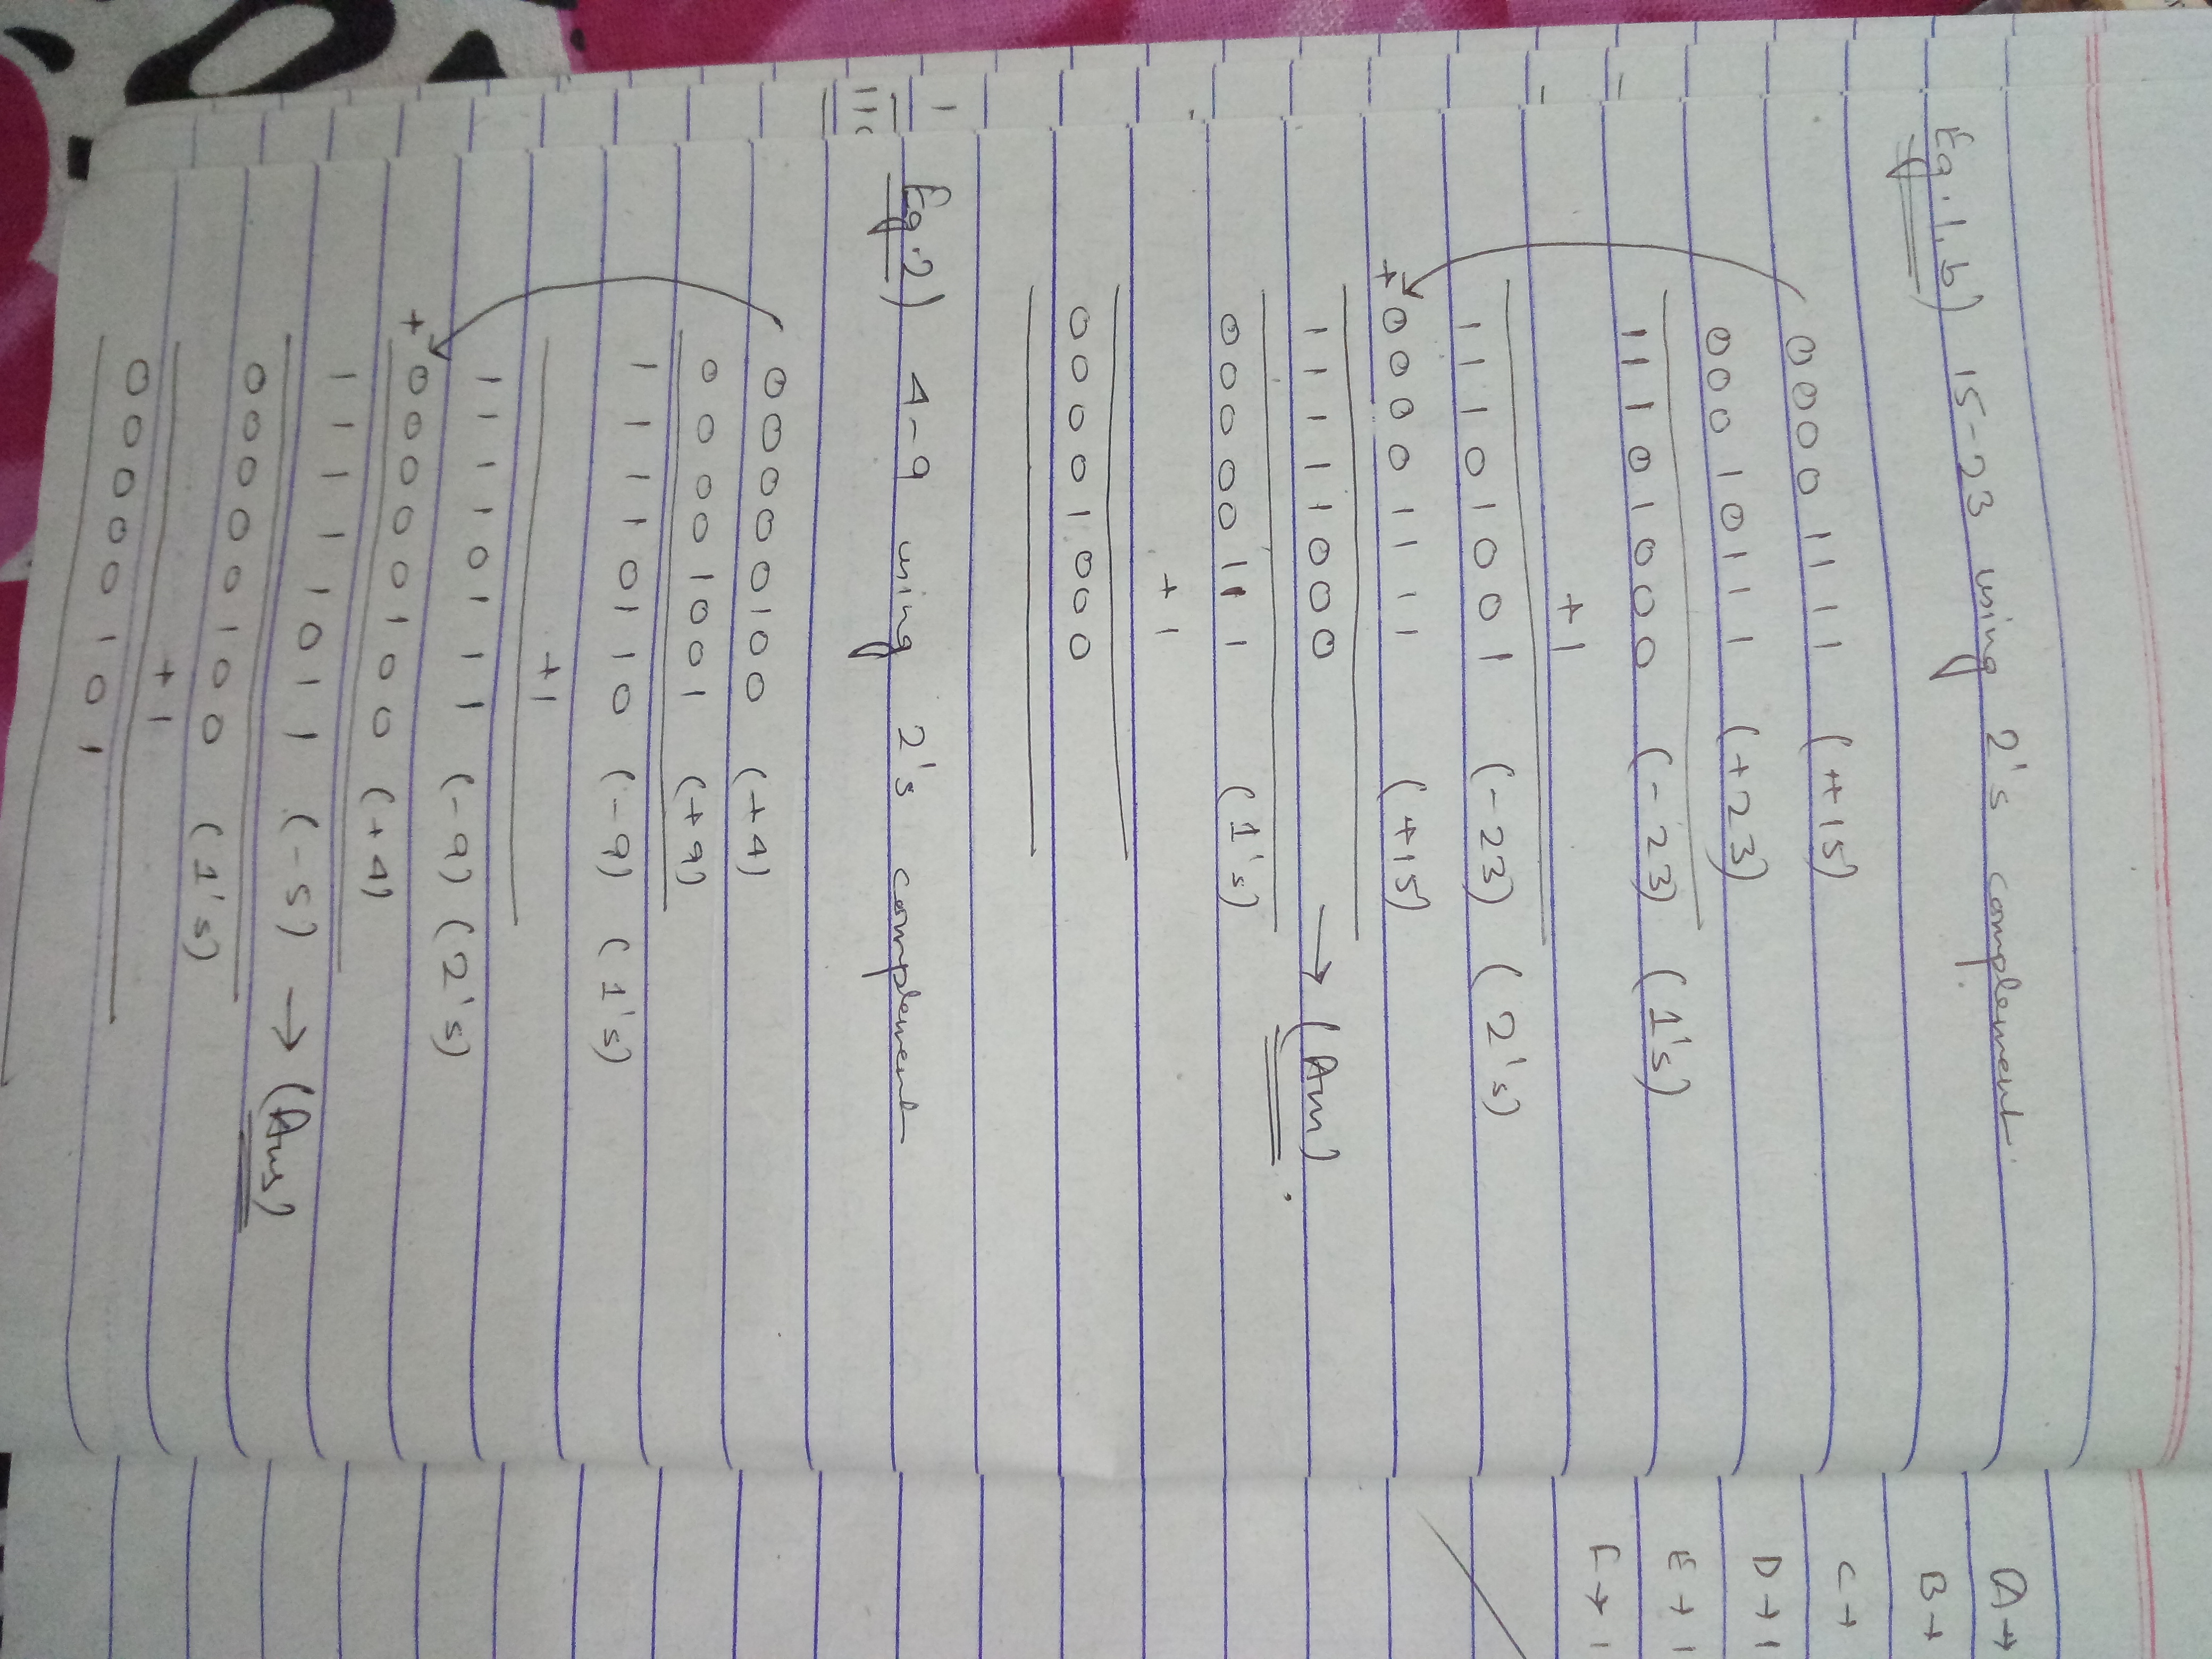 Eg. 1. b) 15-23 using 2's complement.
00001111 (+15)
00010111 (+23)
11101000 (-23) (1's)
+1
11101001 (-23) (2's)
+00001111 (+15)
11111000 → (Ans).
00000111 (1's)
+1
00001000
Eg.2) 4-9 using 2's complement
00000100 (+4)
00001001 (+9)
11110110 (-9) (1's)
+1
11110111 (-9) (2's)
+00000100 (+4)
11111011 (-5) → (Ans)
00000100 (1's)
+1
00000101
A →
B →
C →
D → 1
E → 1
F → 1
1